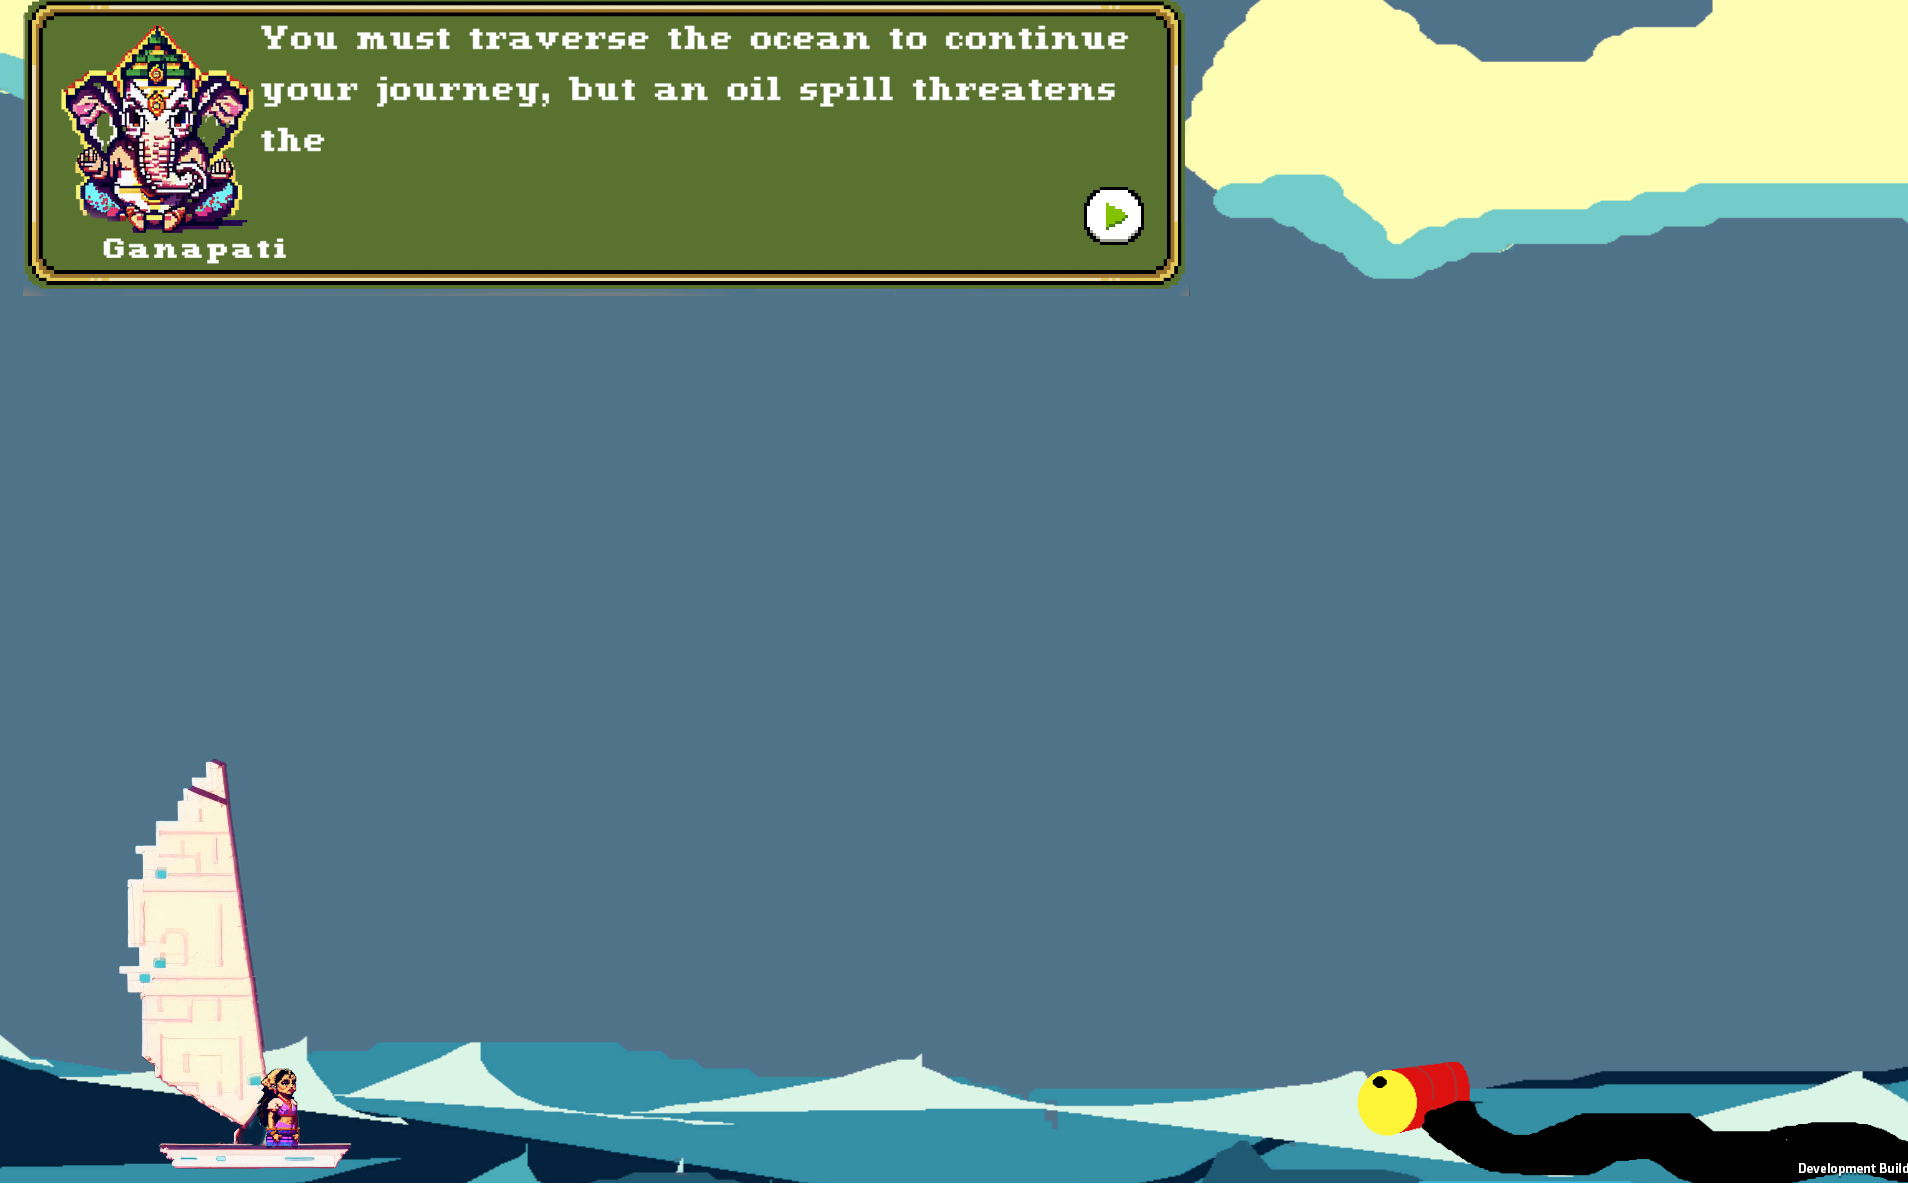 You must traverse the ocean to continue
your journey, but an oil spill threatens
the
Ganapati
Development Build